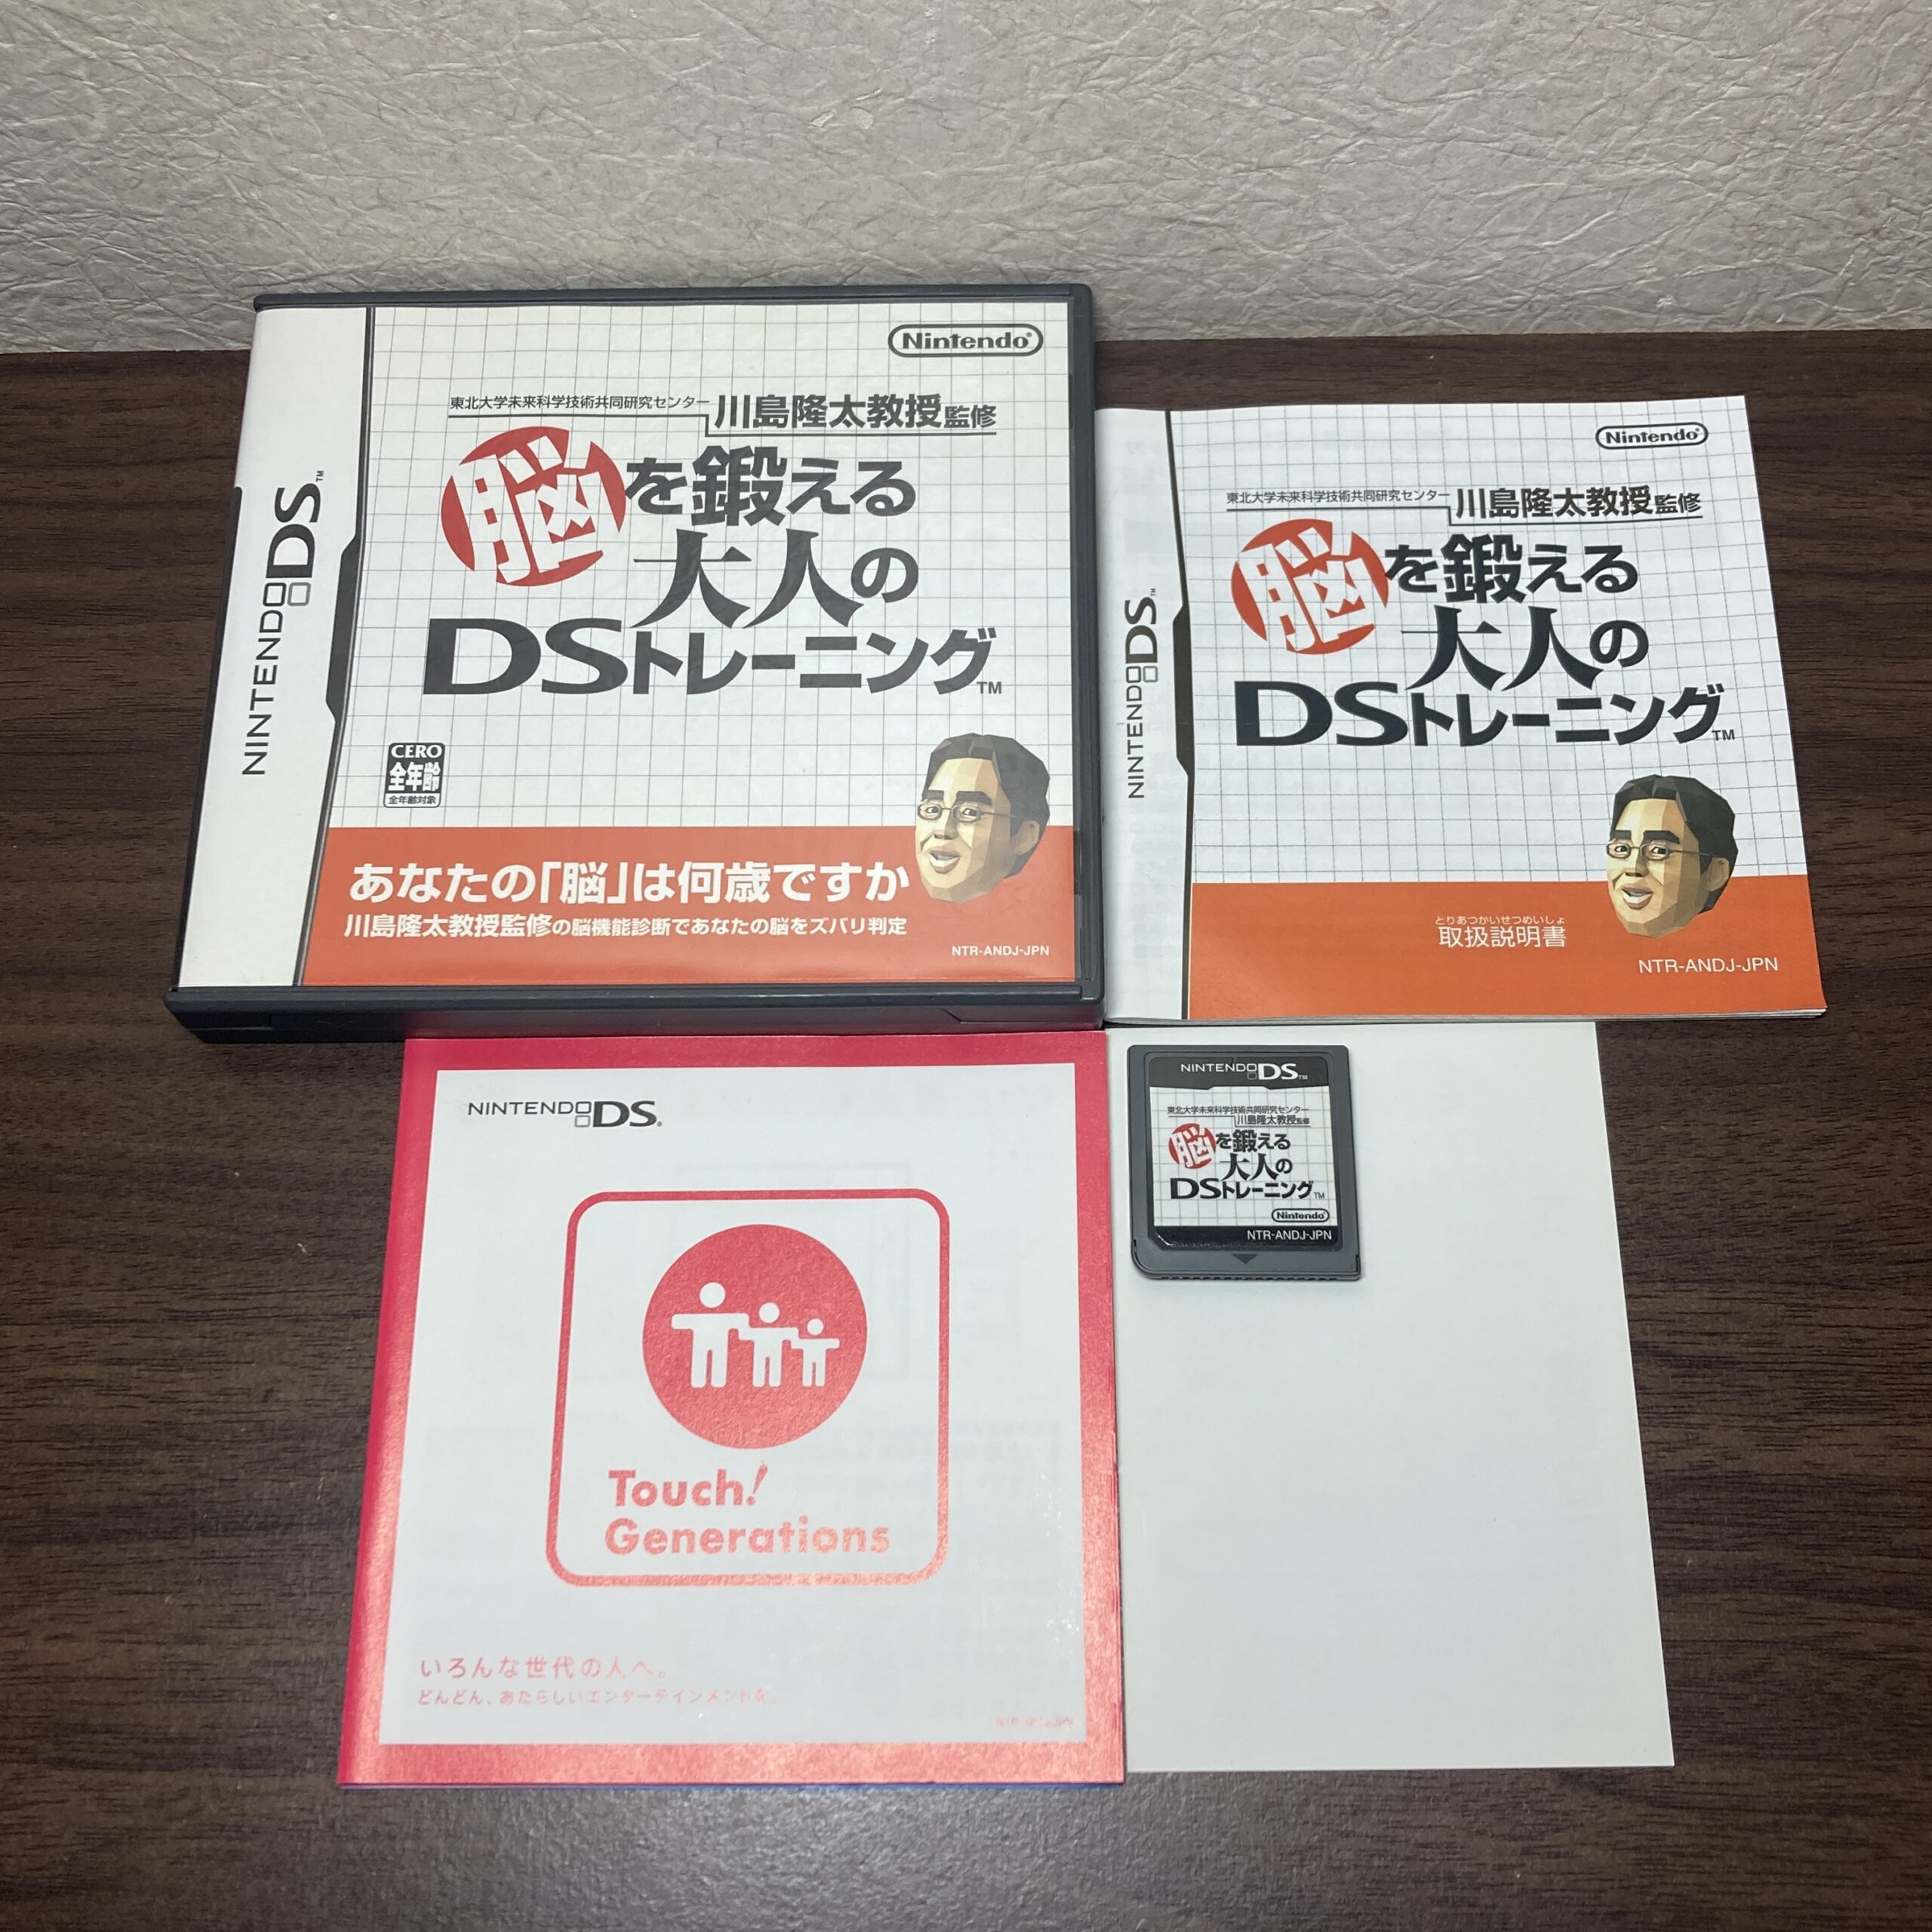 NINTENDO DS™
Nintendo®
東北大学未来科学技術共同研究センター
川島隆太教授監修
脳を鍛える
大人の
DSトレーニング™
CERO
全年齢
全年齢対象
あなたの「脳」は何歳ですか
川島隆太教授監修の脳機能診断であなたの脳をズバリ判定
NTR-ANDJ-JPN
NINTENDO DS™
Nintendo®
東北大学未来科学技術共同研究センター
川島隆太教授監修
脳を鍛える
大人の
DSトレーニング™
とりあつかいせつめいしょ
取扱説明書
NTR-ANDJ-JPN
NINTENDO DS®
Touch!
Generations
いろんな世代の人へ。
どんどん、あたらしいエンターテインメントを。
NINTENDO DS™
東北大学未来科学技術共同研究センター
川島隆太教授監修
脳を鍛える
大人の
DSトレーニング™
Nintendo®
NTR-ANDJ-JPN